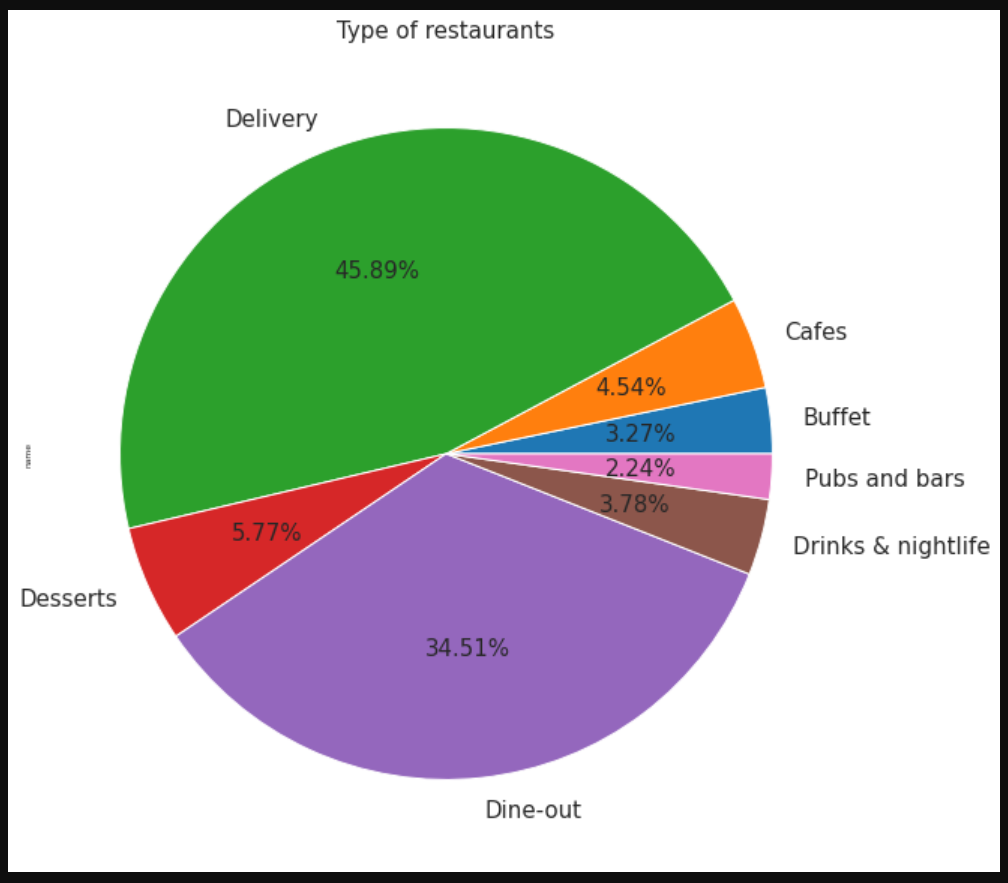 Type of restaurants
Delivery
45.89%
Cafes
4.54%
Buffet
3.27%
name
2.24%
Pubs and bars
3.78%
Drinks & nightlife
5.77%
Desserts
34.51%
Dine-out